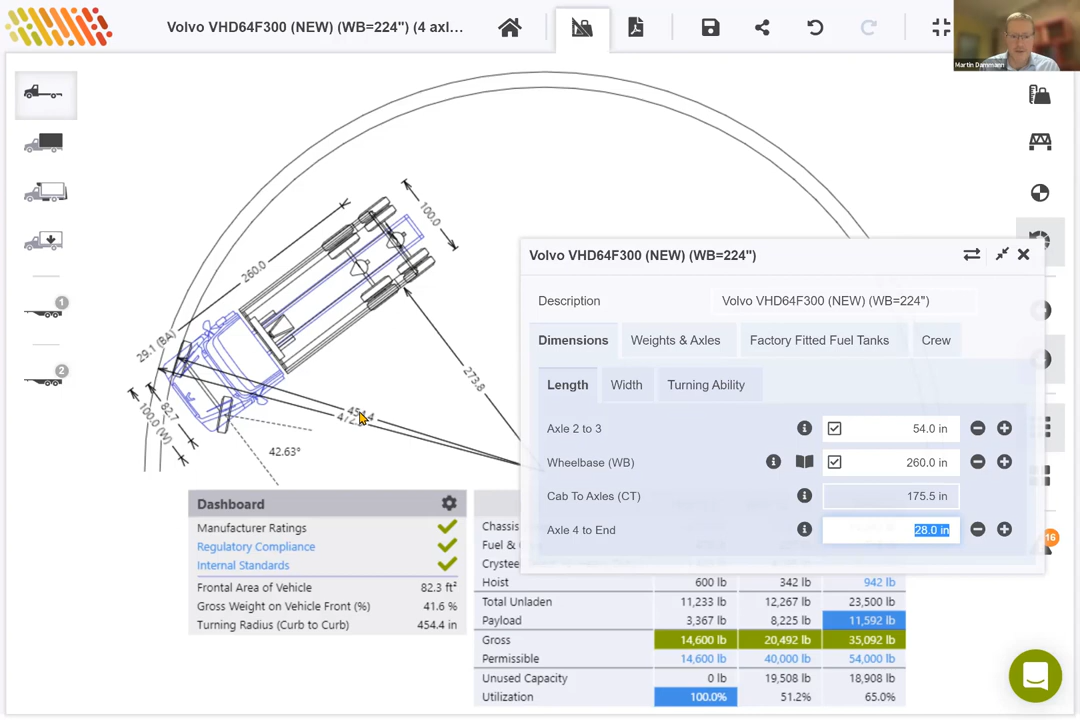 Volvo VHD64F300 (NEW) (WB=224") (4 axl...
Martin Dammann
100.0
260.0
29.1 (BA)
273.8
100.0 (W)
82.7
454.4
42.63°
Volvo VHD64F300 (NEW) (WB=224")
Description
Volvo VHD64F300 (NEW) (WB=224")
Dimensions
Weights & Axles
Factory Fitted Fuel Tanks
Crew
Length
Width
Turning Ability
Axle 2 to 3
54.0 in
Wheelbase (WB)
260.0 in
Cab To Axles (CT)
175.5 in
Axle 4 to End
28.0 in
1
2
16
Dashboard
Manufacturer Ratings
Regulatory Compliance
Internal Standards
Frontal Area of Vehicle 82.3 ft²
Gross Weight on Vehicle Front (%) 41.6 %
Turning Radius (Curb to Curb) 454.4 in
Chassis
Fuel &
Crystee
Hoist 600 lb 342 lb 942 lb
Total Unladen 11,233 lb 12,267 lb 23,500 lb
Payload 3,367 lb 8,225 lb 11,592 lb
Gross 14,600 lb 20,492 lb 35,092 lb
Permissible 14,600 lb 40,000 lb 54,000 lb
Unused Capacity 0 lb 19,508 lb 18,908 lb
Utilization 100.0% 51.2% 65.0%